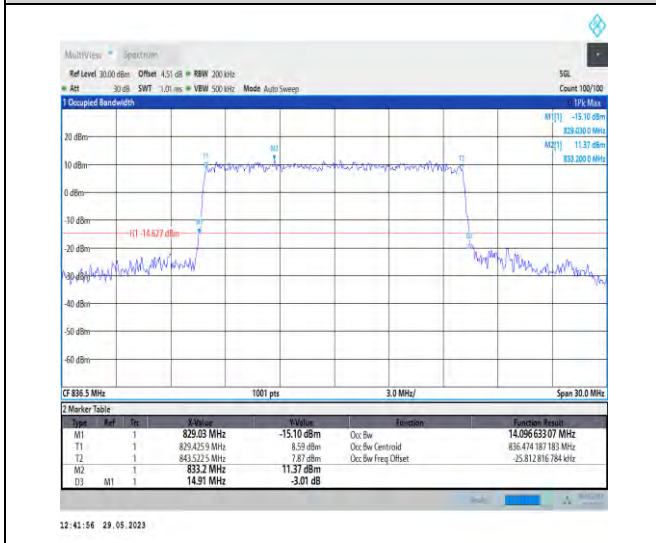 MultiView Spectrum
Ref Level 30.00 dBm Offset 4.51 dB RBW 200 kHz SGL
Att 30 dB SWT 1.01 ms VBW 500 kHz Mode Auto Sweep Count 100/100
1 Occupied Bandwidth 1Pk Max
M1[1] -15.10 dBm
829.030 0 MHz
M2[1] 11.37 dBm
833.200 0 MHz
20 dBm
T1 M2 T2
10 dBm
0 dBm
-10 dBm
M1
H1 -14.627 dBm
D3
-20 dBm
-30 dBm
-40 dBm
-50 dBm
-60 dBm
CF 836.5 MHz 1001 pts 3.0 MHz/ Span 30.0 MHz
2 Marker Table
Type Ref Trc X-Value Y-Value Function Function Result
M1 1 829.03 MHz -15.10 dBm Occ Bw 14.096 633 07 MHz
T1 1 829.425 9 MHz 8.59 dBm Occ Bw Centroid 836.474 187 183 MHz
T2 1 843.522 5 MHz 7.87 dBm Occ Bw Freq Offset -25.812 816 784 kHz
M2 1 833.2 MHz 11.37 dBm
D3 M1 1 14.91 MHz -3.01 dB
12:41:56 29.05.2023